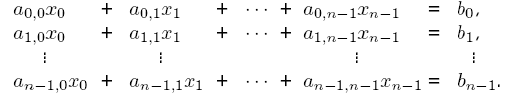 a_{0,0}x_0 + a_{0,1}x_1 + ⋯ + a_{0,n−1}x_{n−1} = b_0,
a_{1,0}x_0 + a_{1,1}x_1 + ⋯ + a_{1,n−1}x_{n−1} = b_1,
⋮ ⋮ ⋮ ⋮
a_{n−1,0}x_0 + a_{n−1,1}x_1 + ⋯ + a_{n−1,n−1}x_{n−1} = b_{n−1}.